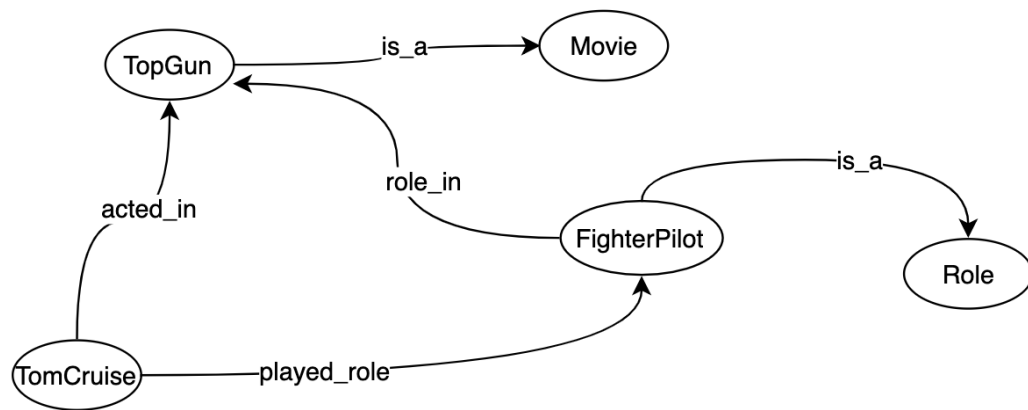 Movie
is_a
TopGun
is_a
role_in
acted_in
FighterPilot
Role
played_role
TomCruise